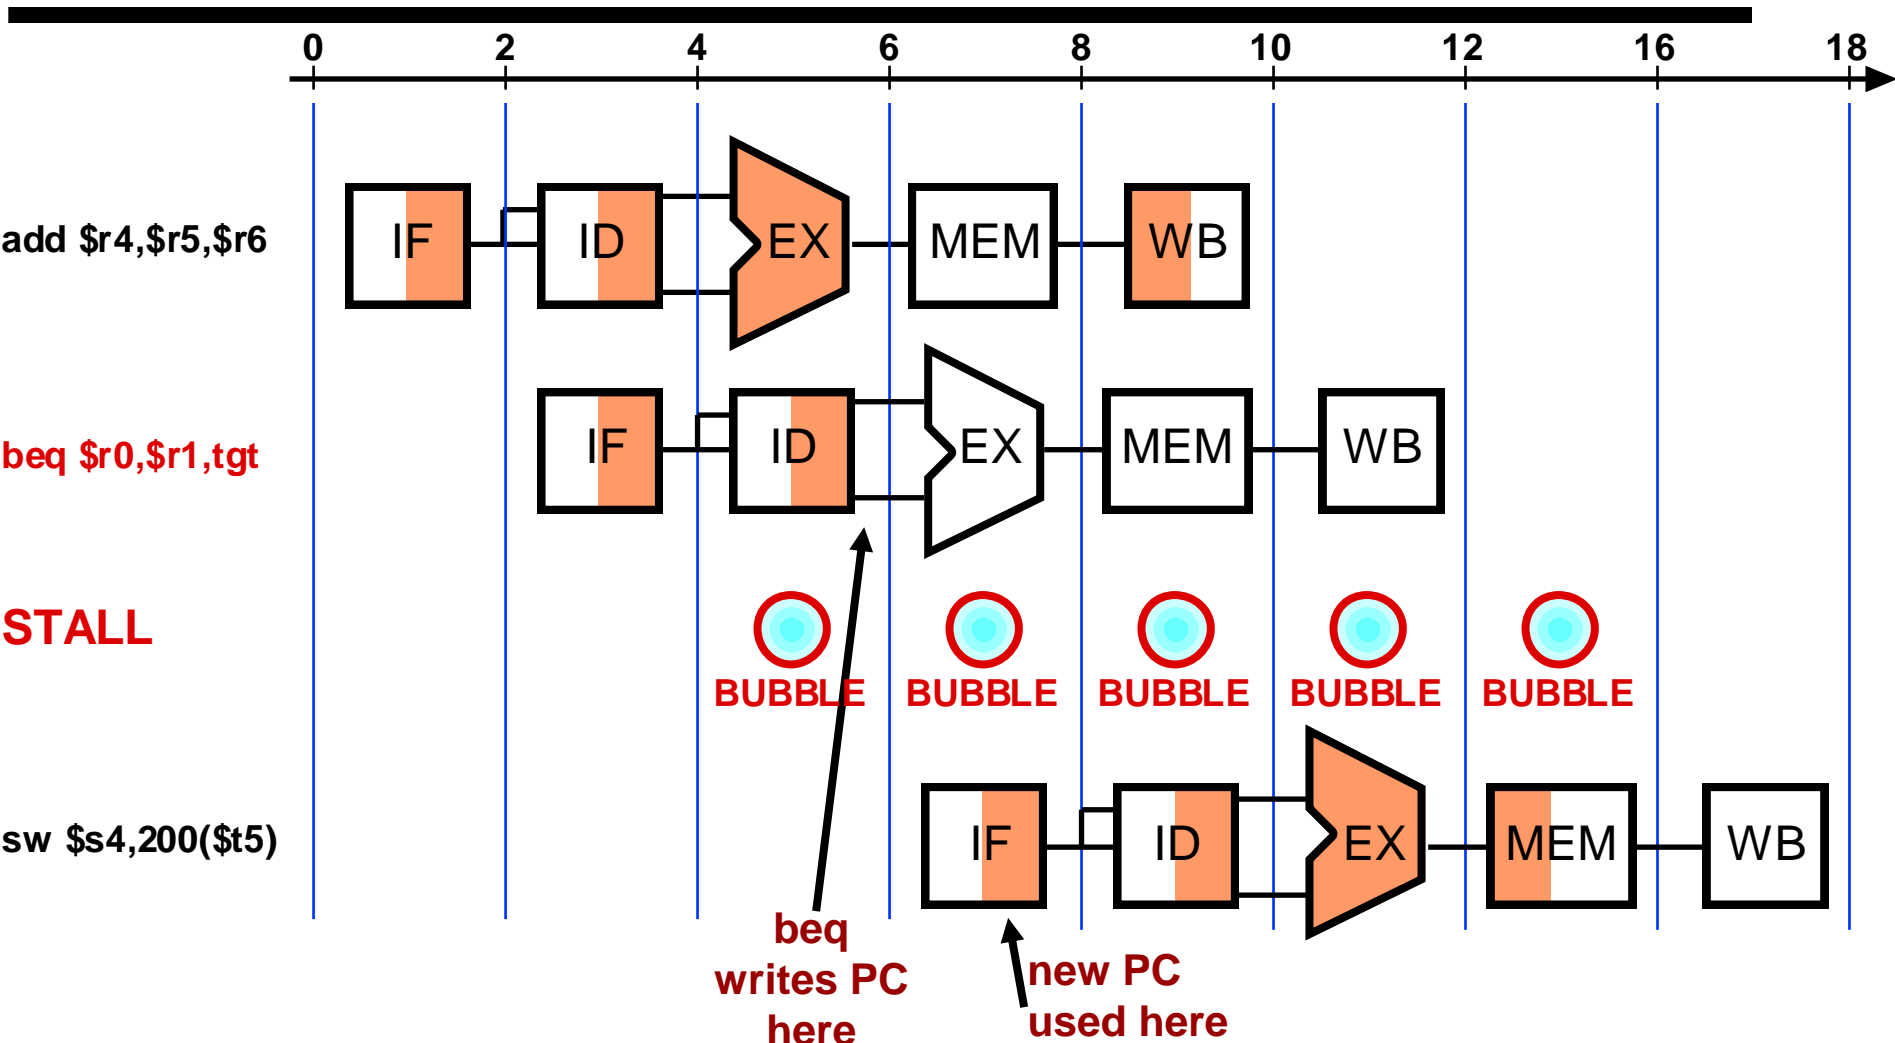 0 2 4 6 8 10 12 16 18
add $r4,$r5,$r6 IF ID EX MEM WB
beq $r0,$r1,tgt IF ID EX MEM WB
STALL
BUBBLE BUBBLE BUBBLE BUBBLE BUBBLE
sw $s4,200($t5) IF ID EX MEM WB
beq
writes PC
here
new PC
used here